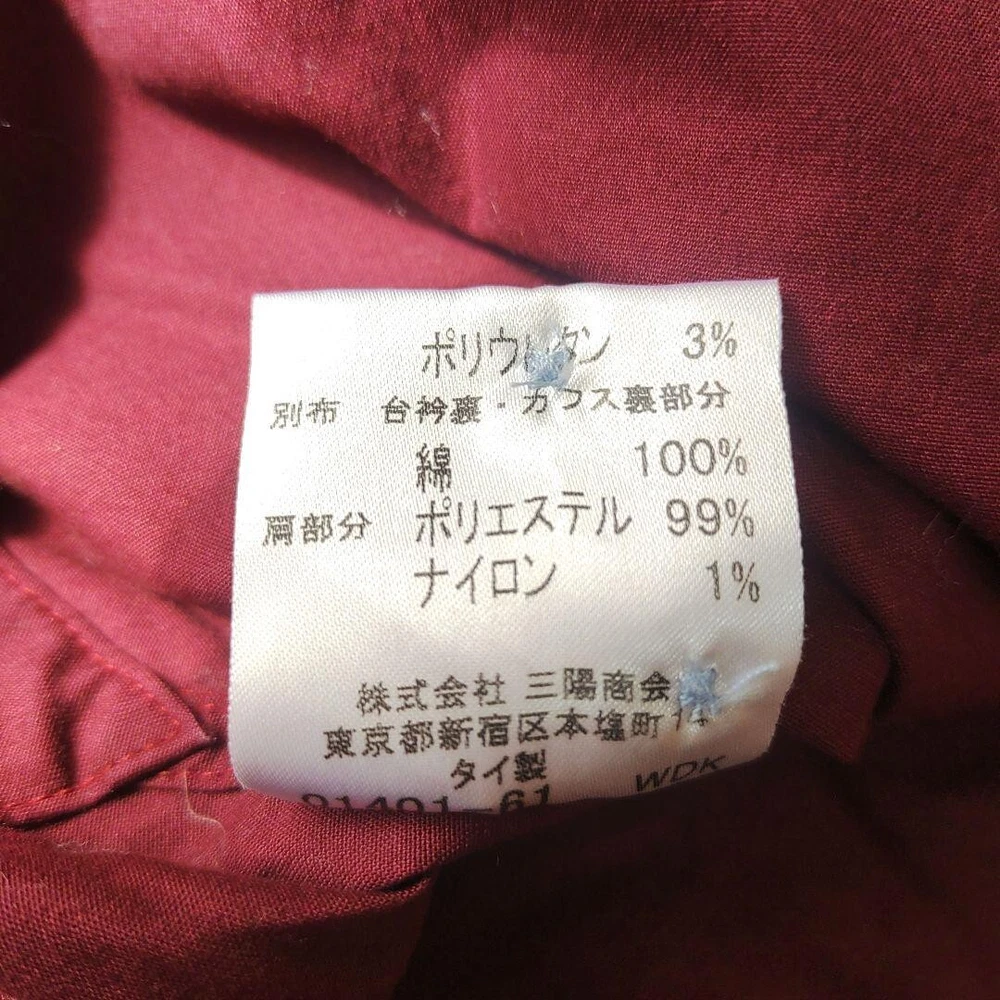 ポリウレタン 3%
別布 台衿裏・カフス裏部分
綿 100%
肩部分 ポリエステル 99%
ナイロン 1%
株式会社 三陽商会
東京都新宿区本塩町
タイ製
WDK